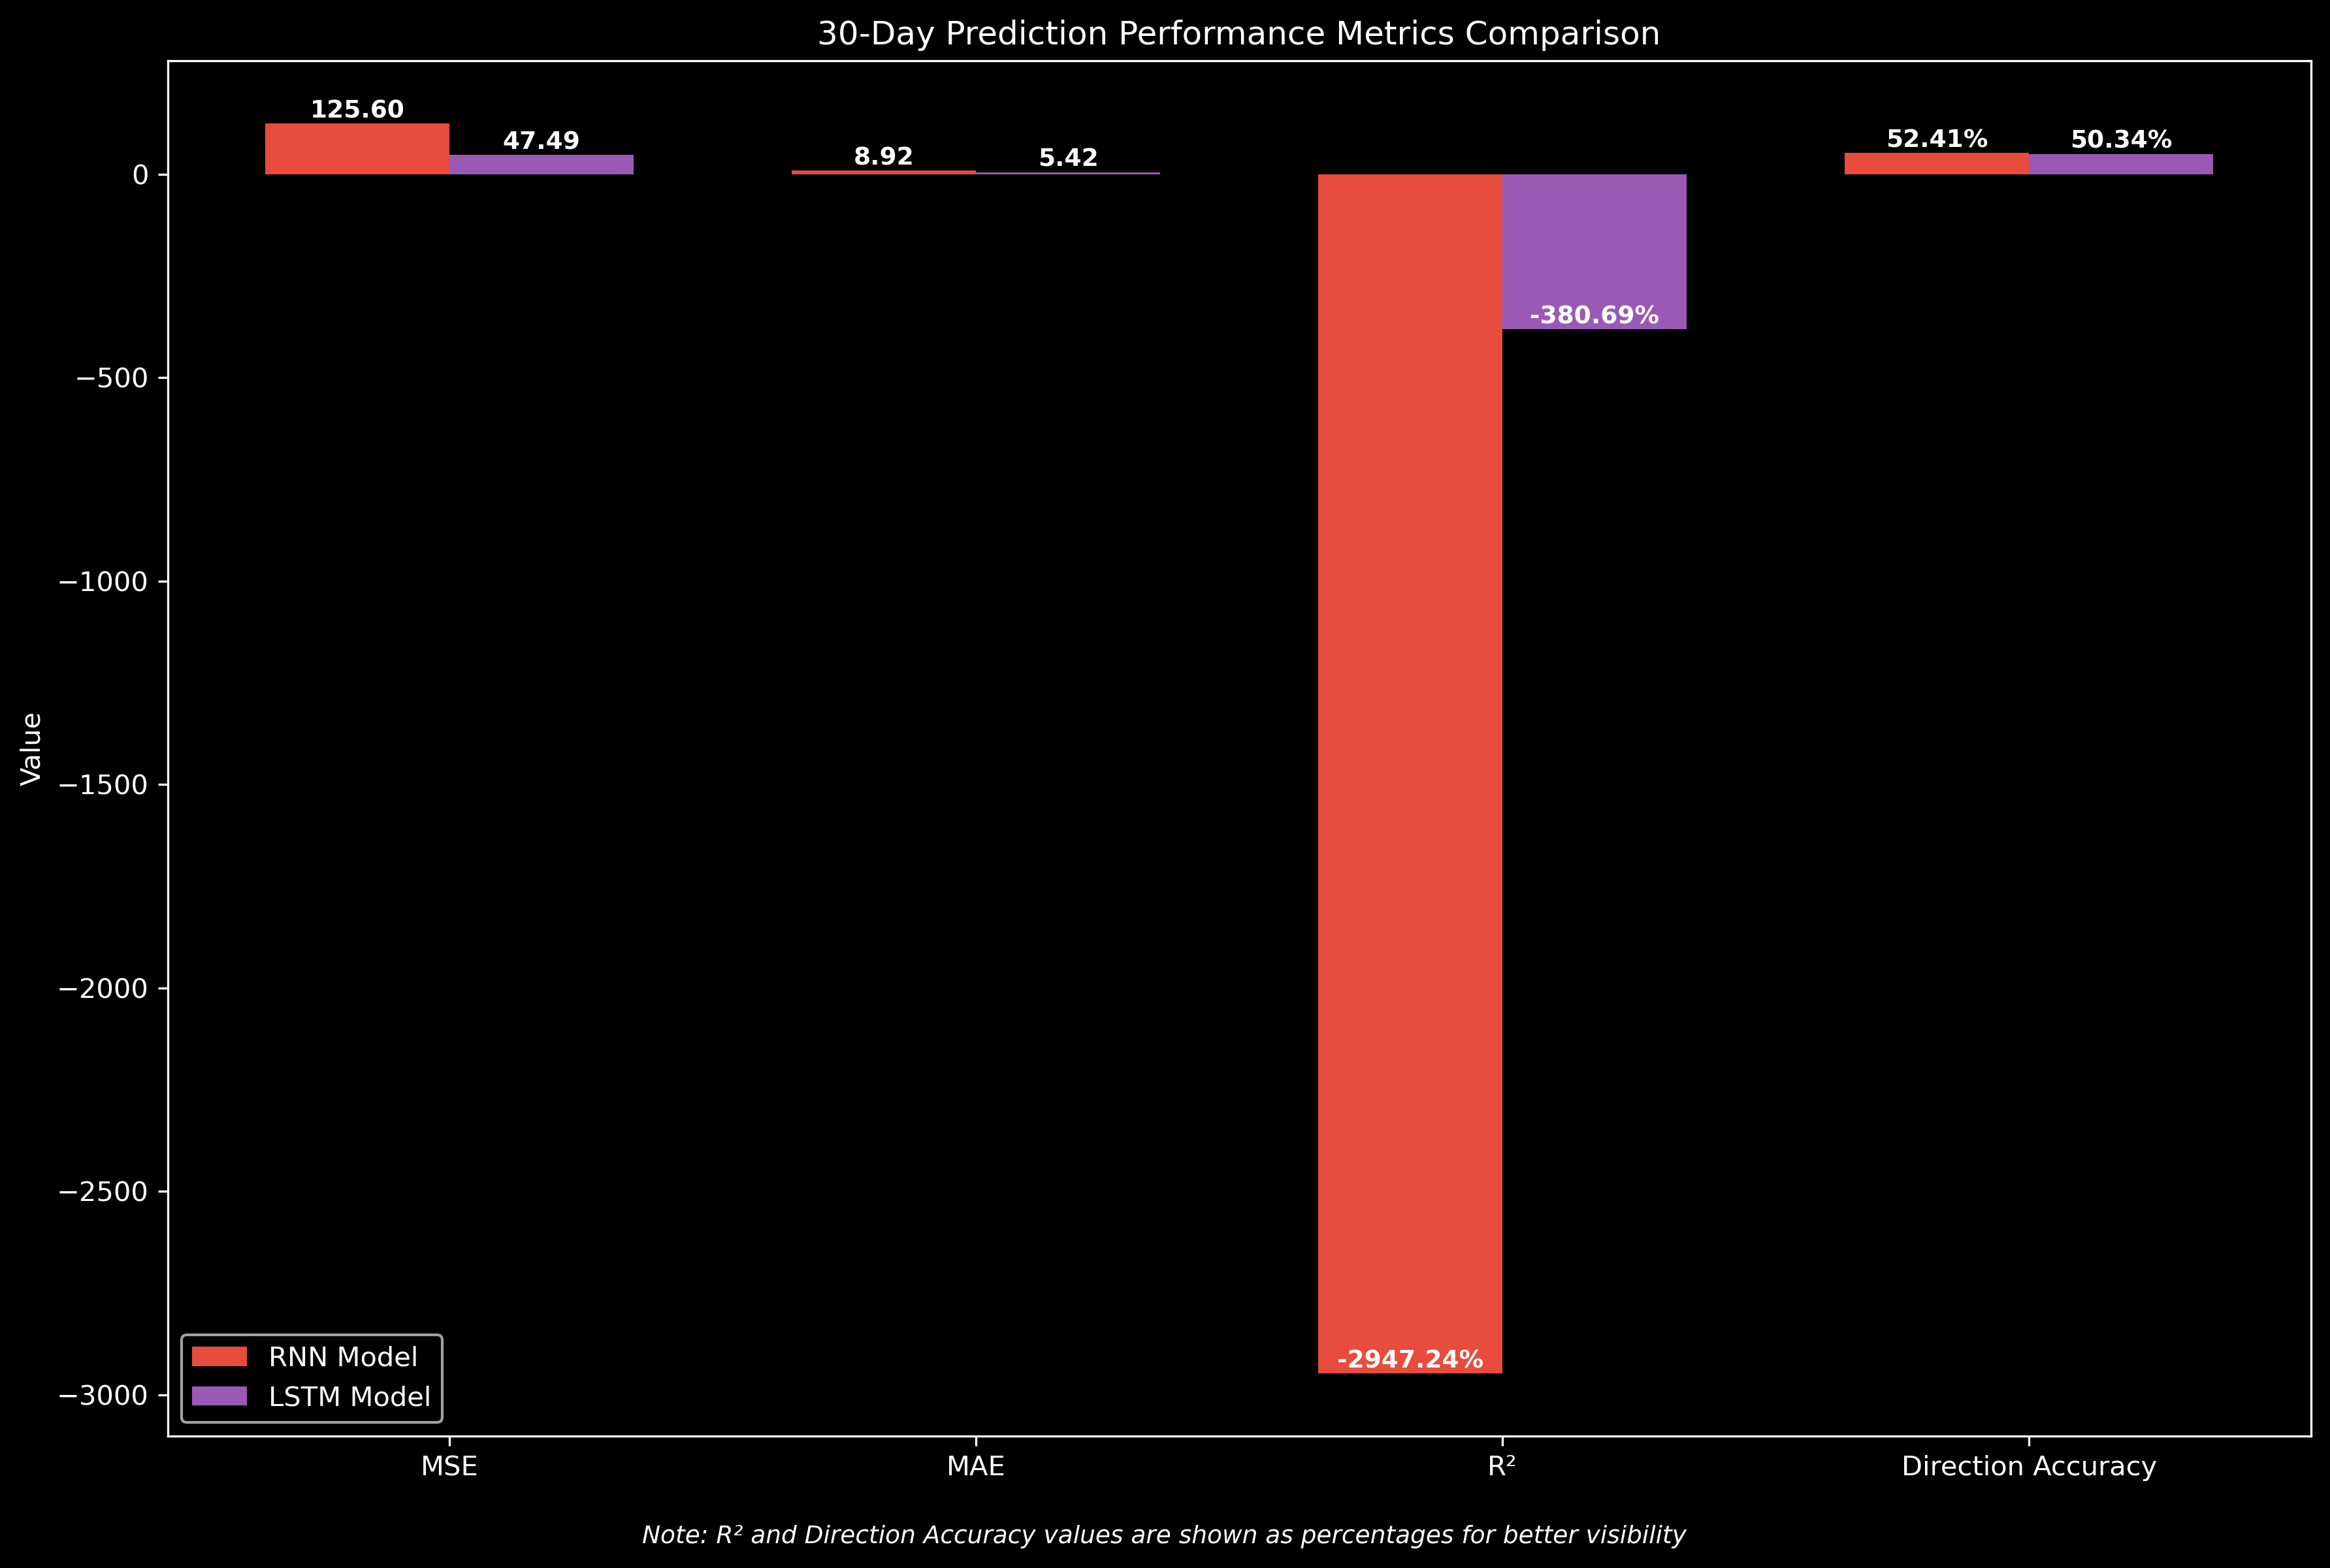 30-Day Prediction Performance Metrics Comparison
125.60
47.49
8.92
5.42
52.41%
50.34%
-380.69%
-2947.24%
0
−500
−1000
−1500
−2000
−2500
−3000
Value
RNN Model
LSTM Model
MSE
MAE
R²
Direction Accuracy
Note: R² and Direction Accuracy values are shown as percentages for better visibility